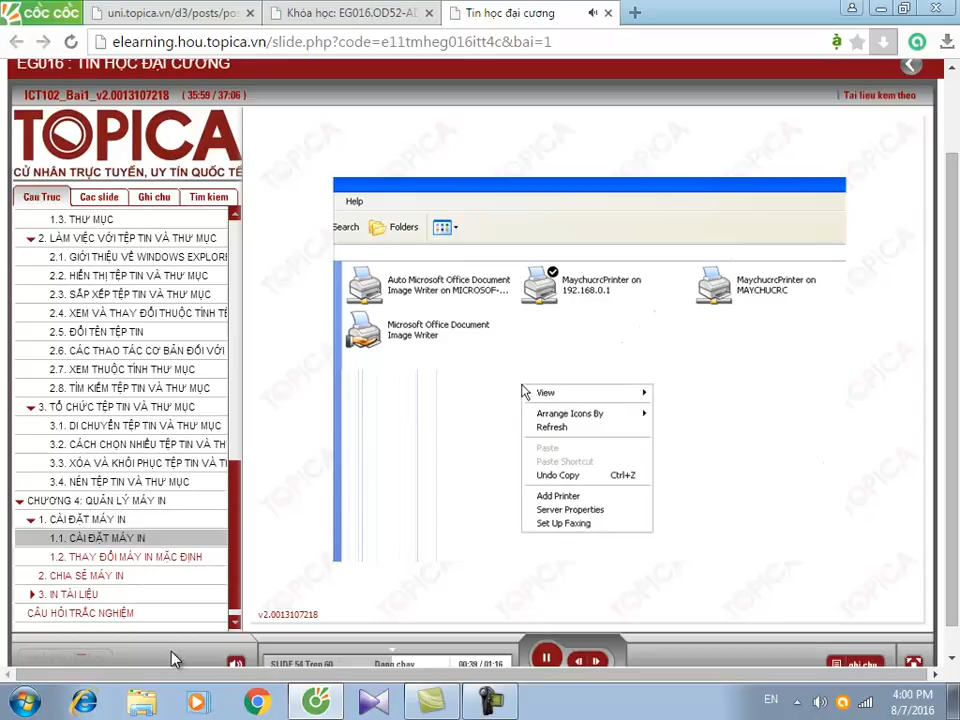 CỐC CỐC
uni.topica.vn/d3/posts/pos
Khóa học: EG016.OD52-AD
Tin học đại cương
elearning.hou.topica.vn/slide.php?code=e11tmheg016itt4c&bai=1
EG016 : TIN HỌC ĐẠI CƯƠNG
ICT102_Bai1_v2.0013107218 ( 35:59 / 37:06 )
Tai lieu kem theo
TOPICA
CỬ NHÂN TRỰC TUYẾN, UY TÍN QUỐC TẾ
Cau Truc
Cac slide
Ghi chu
Tim kiem
1.3. THƯ MỤC
2. LÀM VIỆC VỚI TỆP TIN VÀ THƯ MỤC
2.1. GIỚI THIỆU VỀ WINDOWS EXPLOR
2.2. HIỂN THỊ TỆP TIN VÀ THƯ MỤC
2.3. SẮP XẾP TỆP TIN VÀ THƯ MỤC
2.4. XEM VÀ THAY ĐỔI THUỘC TÍNH TỆ
2.5. ĐỔI TÊN TỆP TIN
2.6. CÁC THAO TÁC CƠ BẢN ĐỐI VỚ
2.7. XEM THUỘC TÍNH THƯ MỤC
2.8. TÌM KIẾM TỆP TIN VÀ THƯ MỤC
3. TỔ CHỨC TỆP TIN VÀ THƯ MỤC
3.1. DI CHUYỂN TỆP TIN VÀ THƯ MỤC
3.2. CÁCH CHỌN NHIỀU TỆP TIN VÀ TH
3.3. XÓA VÀ KHÔI PHỤC TỆP TIN VÀ T
3.4. NÉN TỆP TIN VÀ THƯ MỤC
CHƯƠNG 4: QUẢN LÝ MÁY IN
1. CÀI ĐẶT MÁY IN
1.1. CÀI ĐẶT MÁY IN
1.2. THAY ĐỔI MÁY IN MẶC ĐỊNH
2. CHIA SẺ MÁY IN
3. IN TÀI LIỆU
CÂU HỎI TRẮC NGHIỆM
Help
Search
Folders
Auto Microsoft Office Document
Image Writer on MICROSOF-...
MaychucrcPrinter on
192.168.0.1
MaychucrcPrinter on
MAYCHUCRC
Microsoft Office Document
Image Writer
View
Arrange Icons By
Refresh
Paste
Paste Shortcut
Undo Copy Ctrl+Z
Add Printer
Server Properties
Set Up Faxing
v2.0013107218
SLIDE 54 Tren 60
Dang chay
00:39 / 01:16
ghi chu
EN
4:00 PM
8/7/2016